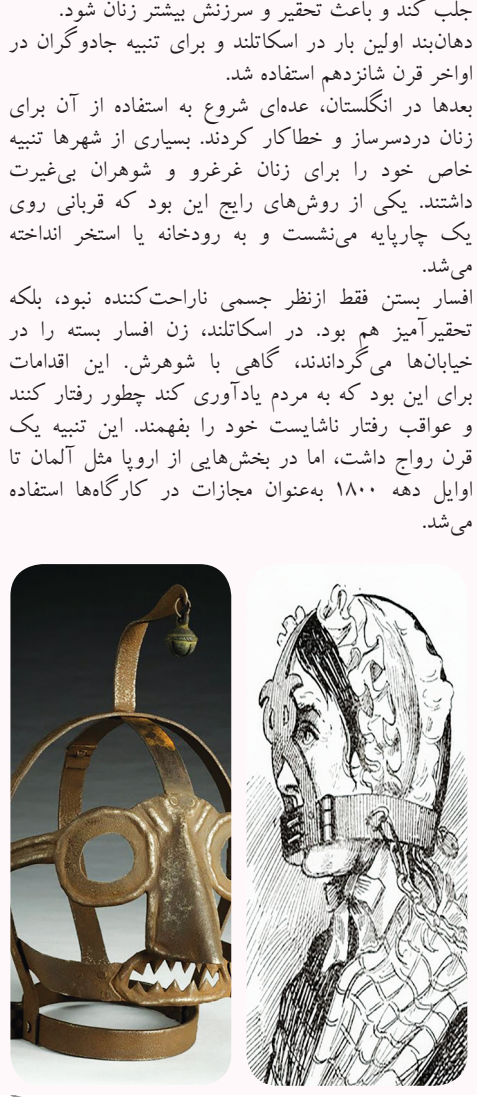 جلب کند و باعث تحقیر و سرزنش بیشتر زنان شود.
دهان‌بند اولین بار در اسکاتلند و برای تنبیه جادوگران در
اواخر قرن شانزدهم استفاده شد.
بعدها در انگلستان، عده‌ای شروع به استفاده از آن برای
زنان دردسرساز و خطاکار کردند. بسیاری از شهرها تنبیه
خاص خود را برای زنان غرغرو و شوهران بی‌غیرت
داشتند. یکی از روش‌های رایج این بود که قربانی روی
یک چارپایه می‌نشست و به رودخانه یا استخر انداخته
می‌شد.
افسار بستن فقط ازنظر جسمی ناراحت‌کننده نبود، بلکه
تحقیرآمیز هم بود. در اسکاتلند، زن افسار بسته را در
خیابان‌ها می‌گرداندند، گاهی با شوهرش. این اقدامات
برای این بود که به مردم یادآوری کند چطور رفتار کنند
و عواقب رفتار ناشایست خود را بفهمند. این تنبیه یک
قرن رواج داشت، اما در بخش‌هایی از اروپا مثل آلمان تا
اوایل دهه ۱۸۰۰ به‌عنوان مجازات در کارگاه‌ها استفاده
می‌شد.